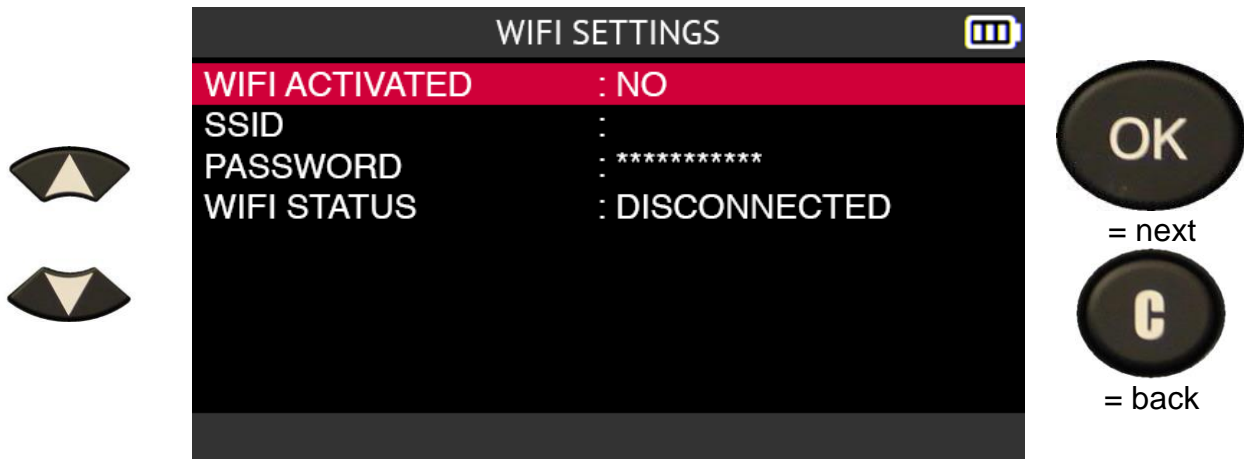 WIFI SETTINGS
WIFI ACTIVATED : NO
SSID :
PASSWORD : ***********
WIFI STATUS : DISCONNECTED
OK
= next
C
= back